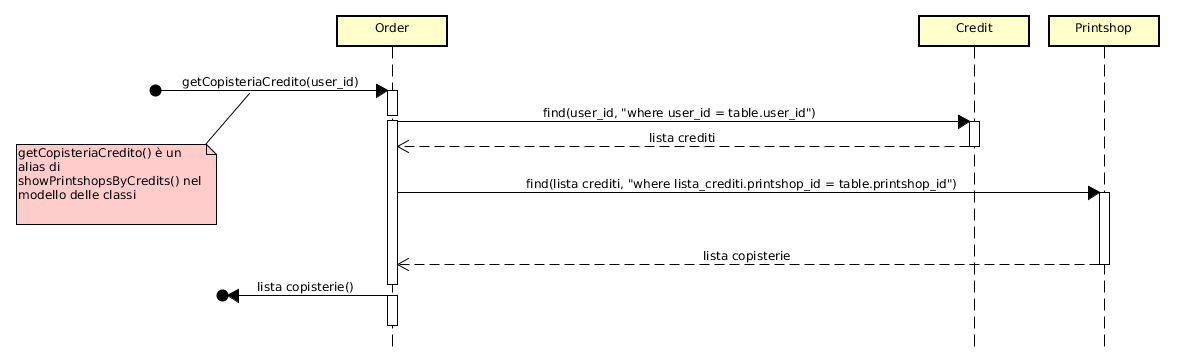 Order
Credit
Printshop
getCopisteriaCredito(user_id)
find(user_id, "where user_id = table.user_id")
lista crediti
getCopisteriaCredito() è un
alias di
showPrintshopsByCredits() nel
modello delle classi
find(lista crediti, "where lista_crediti.printshop_id = table.printshop_id")
lista copisterie
lista copisterie()